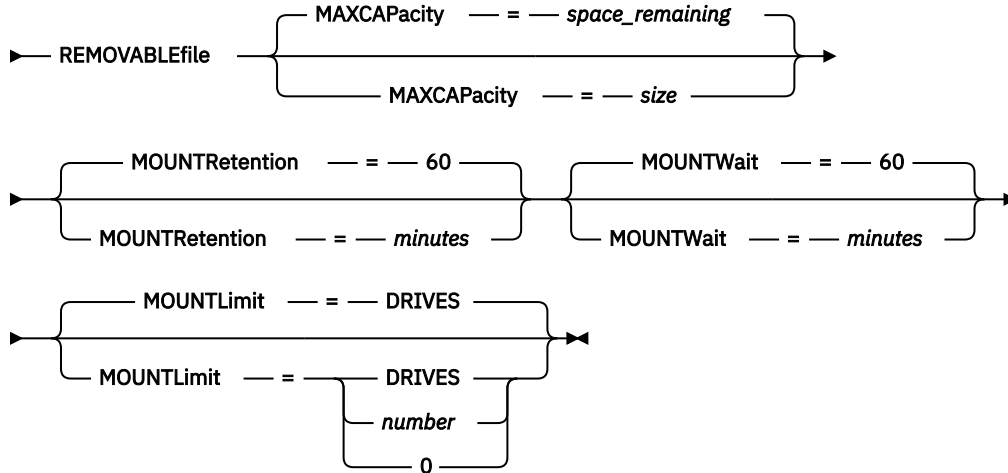 MAXCAPacity = space_remaining
REMOVABLEfile
MAXCAPacity = size
MOUNTRetention = 60 MOUNTWait = 60
MOUNTRetention = minutes MOUNTWait = minutes
MOUNTLimit = DRIVES
MOUNTLimit = DRIVES
number
0